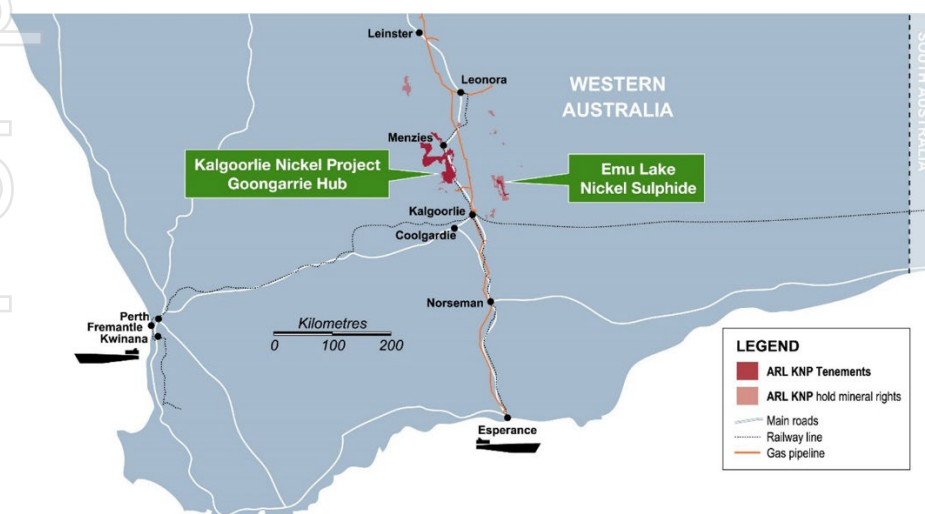 Leinster
Leonora
WESTERN
AUSTRALIA
SOUTH AUSTRALIA
Menzies
Kalgoorlie Nickel Project
Goongarrie Hub
Emu Lake
Nickel Sulphide
Kalgoorlie
Coolgardie
Norseman
Perth
Fremantle
Kwinana
Kilometres
0 100 200
Esperance
LEGEND
ARL KNP Tenements
ARL KNP hold mineral rights
Main roads
Railway line
Gas pipeline